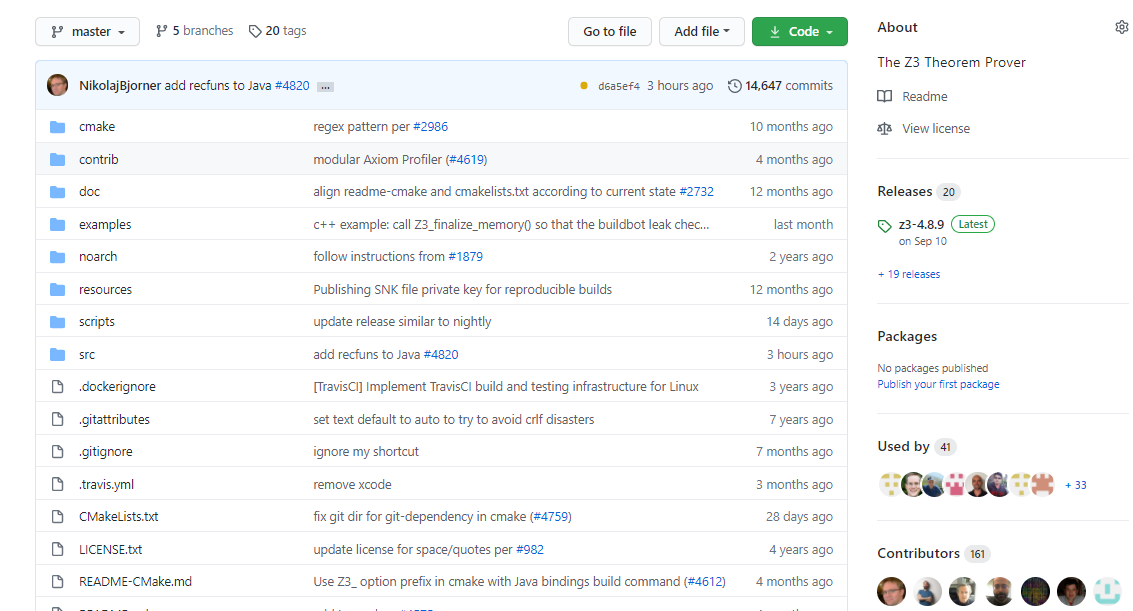 master
5 branches
20 tags
Go to file
Add file
Code
NikolajBjorner add recfuns to Java #4820 ...
d6a5ef4 3 hours ago
14,647 commits
cmake regex pattern per #2986 10 months ago
contrib modular Axiom Profiler (#4619) 4 months ago
doc align readme-cmake and cmakelists.txt according to current state #2732 12 months ago
examples c++ example: call Z3_finalize_memory() so that the buildbot leak chec... last month
noarch follow instructions from #1879 2 years ago
resources Publishing SNK file private key for reproducible builds 12 months ago
scripts update release similar to nightly 14 days ago
src add recfuns to Java #4820 3 hours ago
.dockerignore [TravisCI] Implement TravisCI build and testing infrastructure for Linux 3 years ago
.gitattributes set text default to auto to try to avoid crlf disasters 7 years ago
.gitignore ignore my shortcut 7 months ago
.travis.yml remove xcode 3 months ago
CMakeLists.txt fix git dir for git-dependency in cmake (#4759) 28 days ago
LICENSE.txt update license for space/quotes per #982 4 years ago
README-CMake.md Use Z3_ option prefix in cmake with Java bindings build command (#4612) 4 months ago
About
The Z3 Theorem Prover
Readme
View license
Releases 20
z3-4.8.9 Latest
on Sep 10
+ 19 releases
Packages
No packages published
Publish your first package
Used by 41
+ 33
Contributors 161